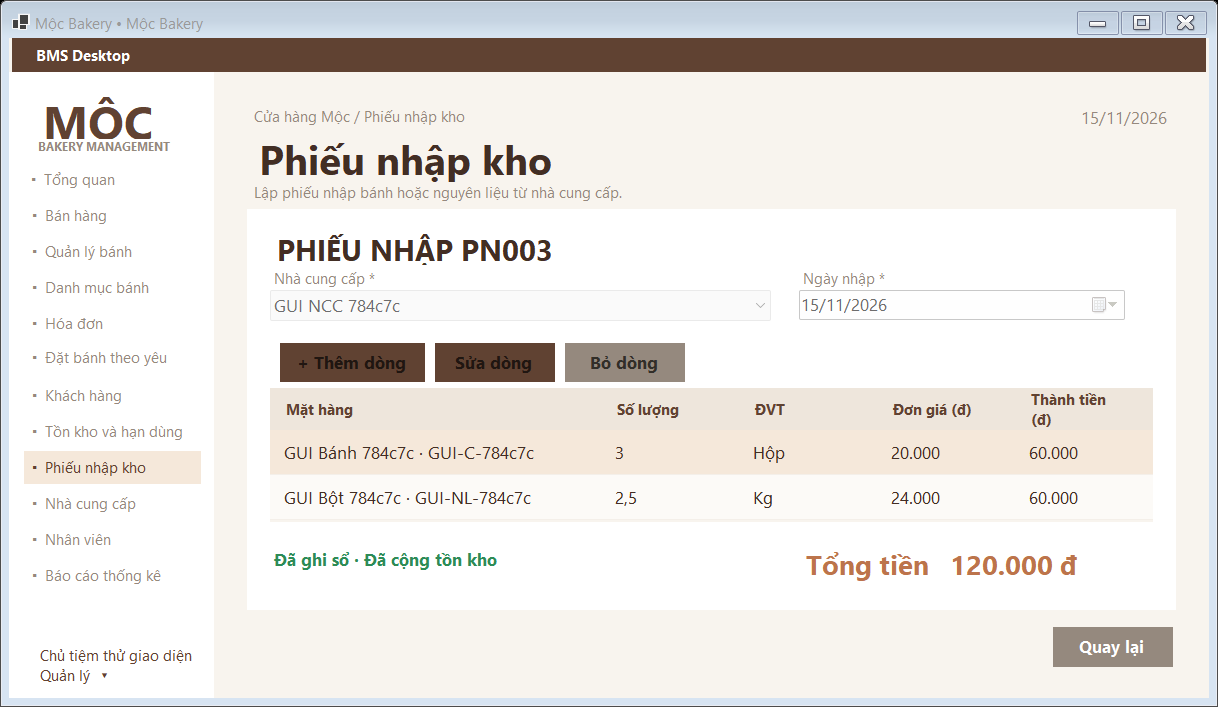 Mộc Bakery • Mộc Bakery
BMS Desktop
MỘC
BAKERY MANAGEMENT
Tổng quan
Bán hàng
Quản lý bánh
Danh mục bánh
Hóa đơn
Đặt bánh theo yêu
Khách hàng
Tồn kho và hạn dùng
Phiếu nhập kho
Nhà cung cấp
Nhân viên
Báo cáo thống kê
Chủ tiệm thử giao diện
Quản lý
Cửa hàng Mộc / Phiếu nhập kho
15/11/2026
Phiếu nhập kho
Lập phiếu nhập bánh hoặc nguyên liệu từ nhà cung cấp.
PHIẾU NHẬP PN003
Nhà cung cấp * Ngày nhập *
GUI NCC 784c7c 15/11/2026
+ Thêm dòng Sửa dòng Bỏ dòng
Mặt hàng Số lượng ĐVT Đơn giá (đ) Thành tiền (đ)
GUI Bánh 784c7c · GUI-C-784c7c 3 Hộp 20.000 60.000
GUI Bột 784c7c · GUI-NL-784c7c 2,5 Kg 24.000 60.000
Đã ghi sổ · Đã cộng tồn kho Tổng tiền 120.000 đ
Quay lại